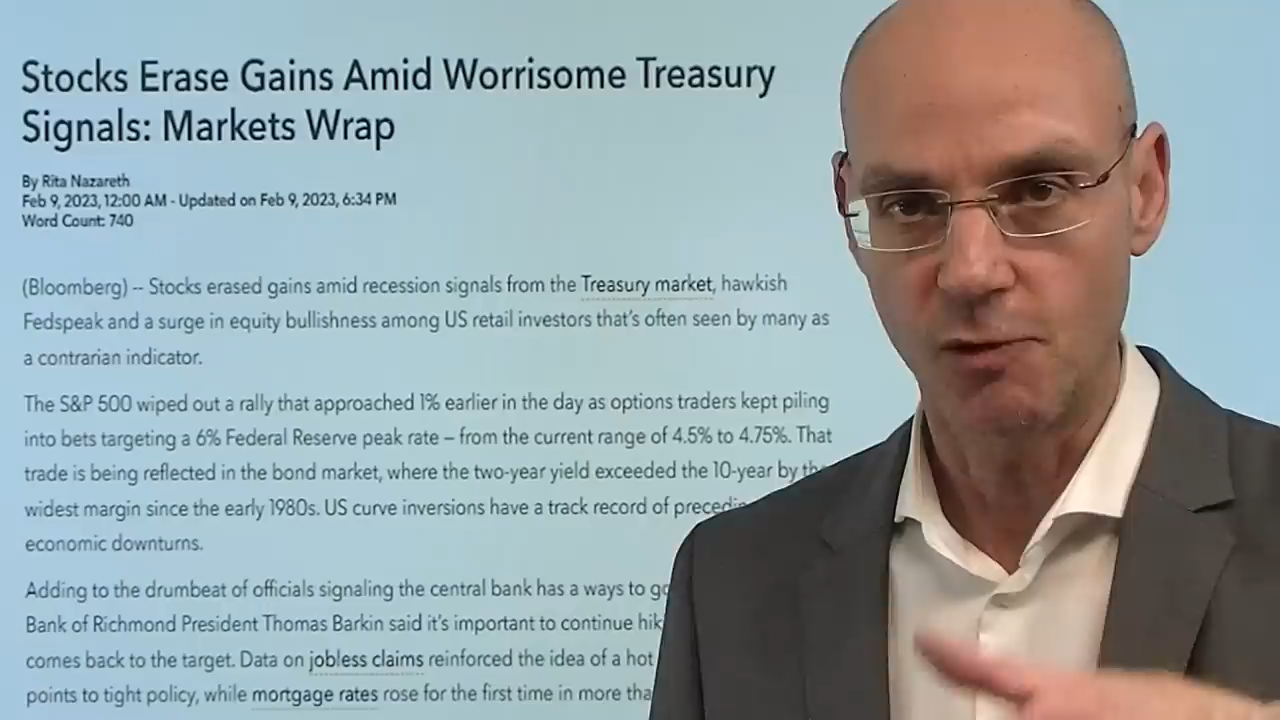 Stocks Erase Gains Amid Worrisome Treasury
Signals: Markets Wrap
By Rita Nazareth
Feb 9, 2023, 12:00 AM - Updated on Feb 9, 2023, 6:34 PM
Word Count: 740
(Bloomberg) -- Stocks erased gains amid recession signals from the Treasury market, hawkish
Fedspeak and a surge in equity bullishness among US retail investors that's often seen by many as
a contrarian indicator.
The S&P 500 wiped out a rally that approached 1% earlier in the day as options traders kept piling
into bets targeting a 6% Federal Reserve peak rate – from the current range of 4.5% to 4.75%. That
trade is being reflected in the bond market, where the two-year yield exceeded the 10-year by
widest margin since the early 1980s. US curve inversions have a track record of
economic downturns.
Adding to the drumbeat of officials signaling the central bank has a ways to
Bank of Richmond President Thomas Barkin said it's important to continue
comes back to the target. Data on jobless claims reinforced the idea of a hot
points to tight policy, while mortgage rates rose for the first time in more